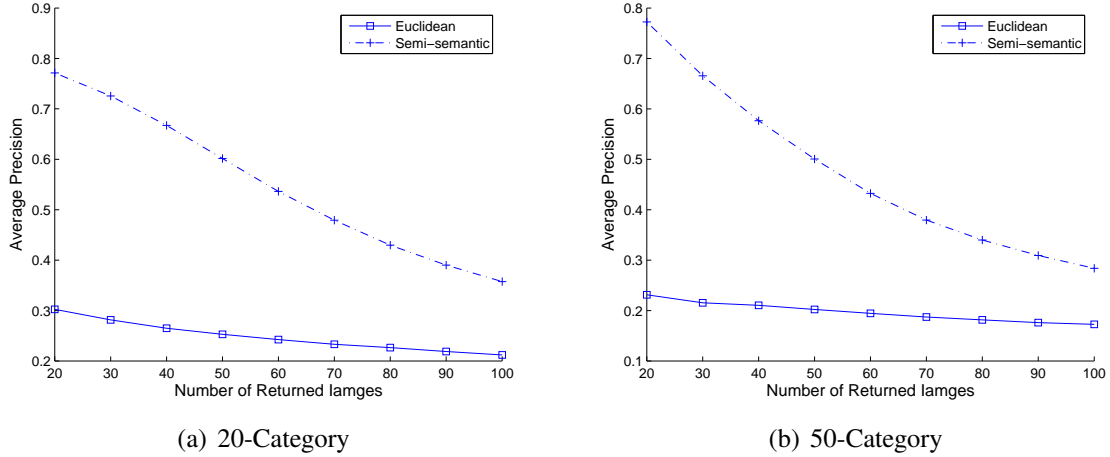 0.9
0.8
0.7
0.6
0.5
0.4
0.3
0.2
Average Precision
20 30 40 50 60 70 80 90 100
Number of Returned Iamges
Euclidean
Semi−semantic
(a) 20-Category
0.8
0.7
0.6
0.5
0.4
0.3
0.2
0.1
Average Precision
20 30 40 50 60 70 80 90 100
Number of Returned Iamges
Euclidean
Semi−semantic
(b) 50-Category